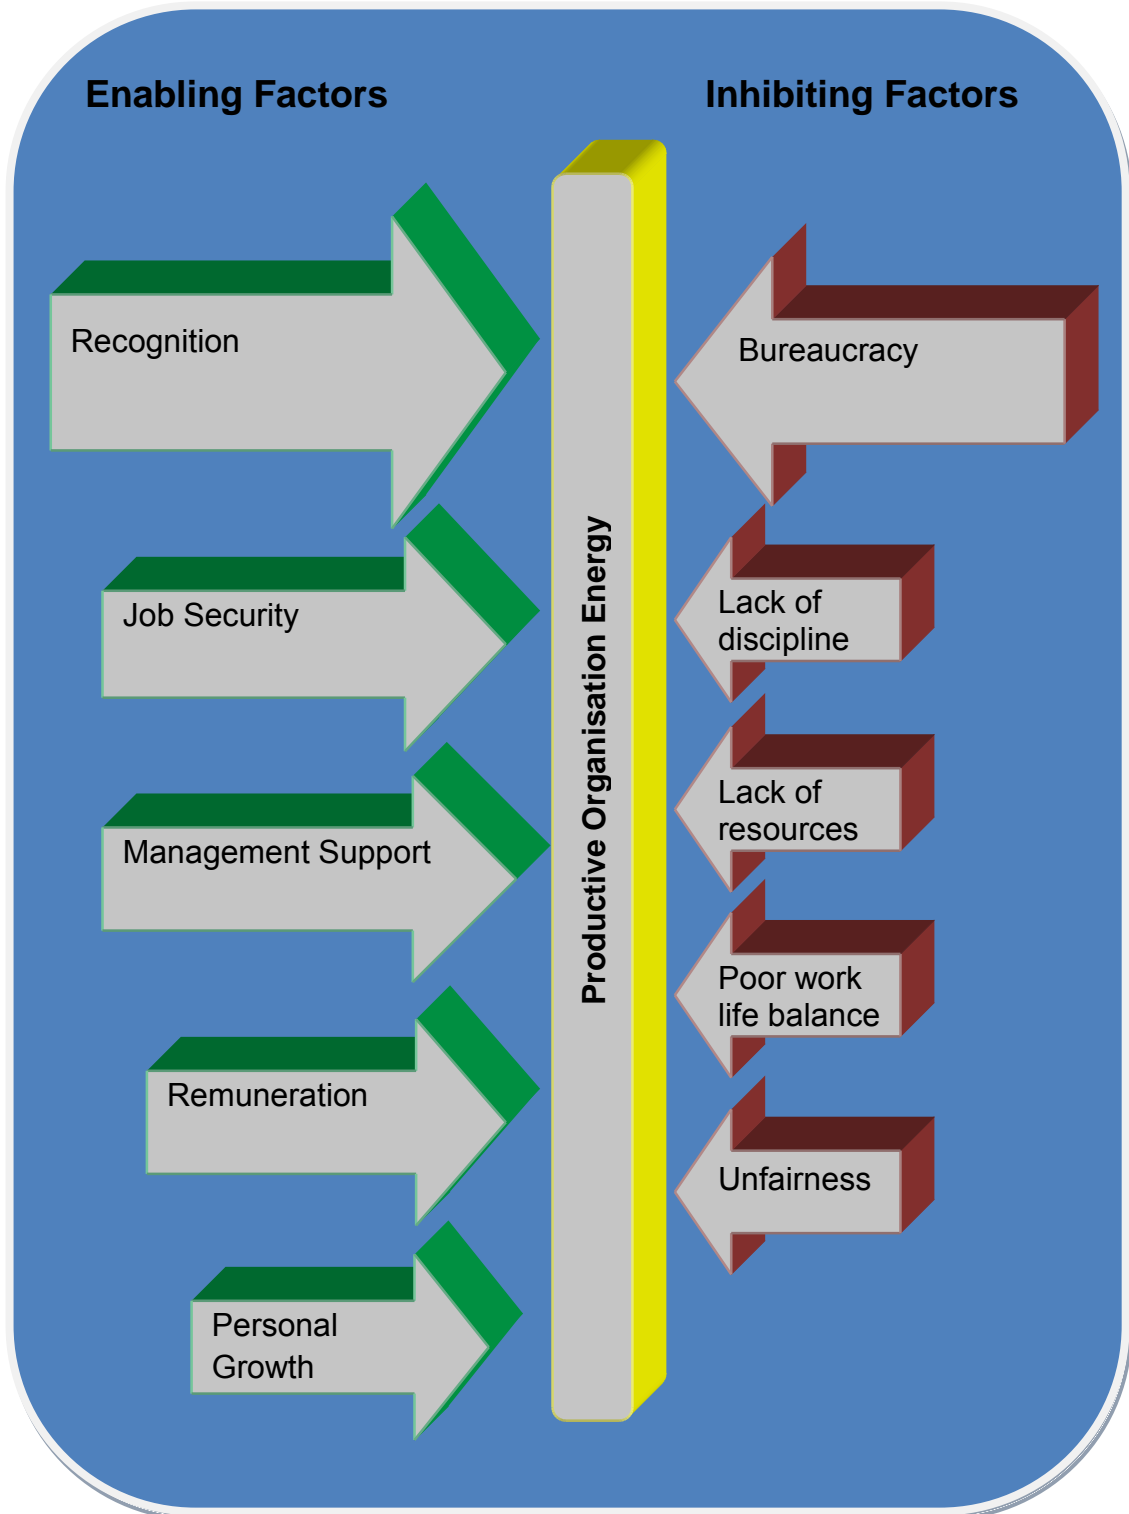 Enabling Factors
Inhibiting Factors
Recognition
Job Security
Management Support
Remuneration
Personal
Growth
Productive Organisation Energy
Bureaucracy
Lack of
discipline
Lack of
resources
Poor work
life balance
Unfairness